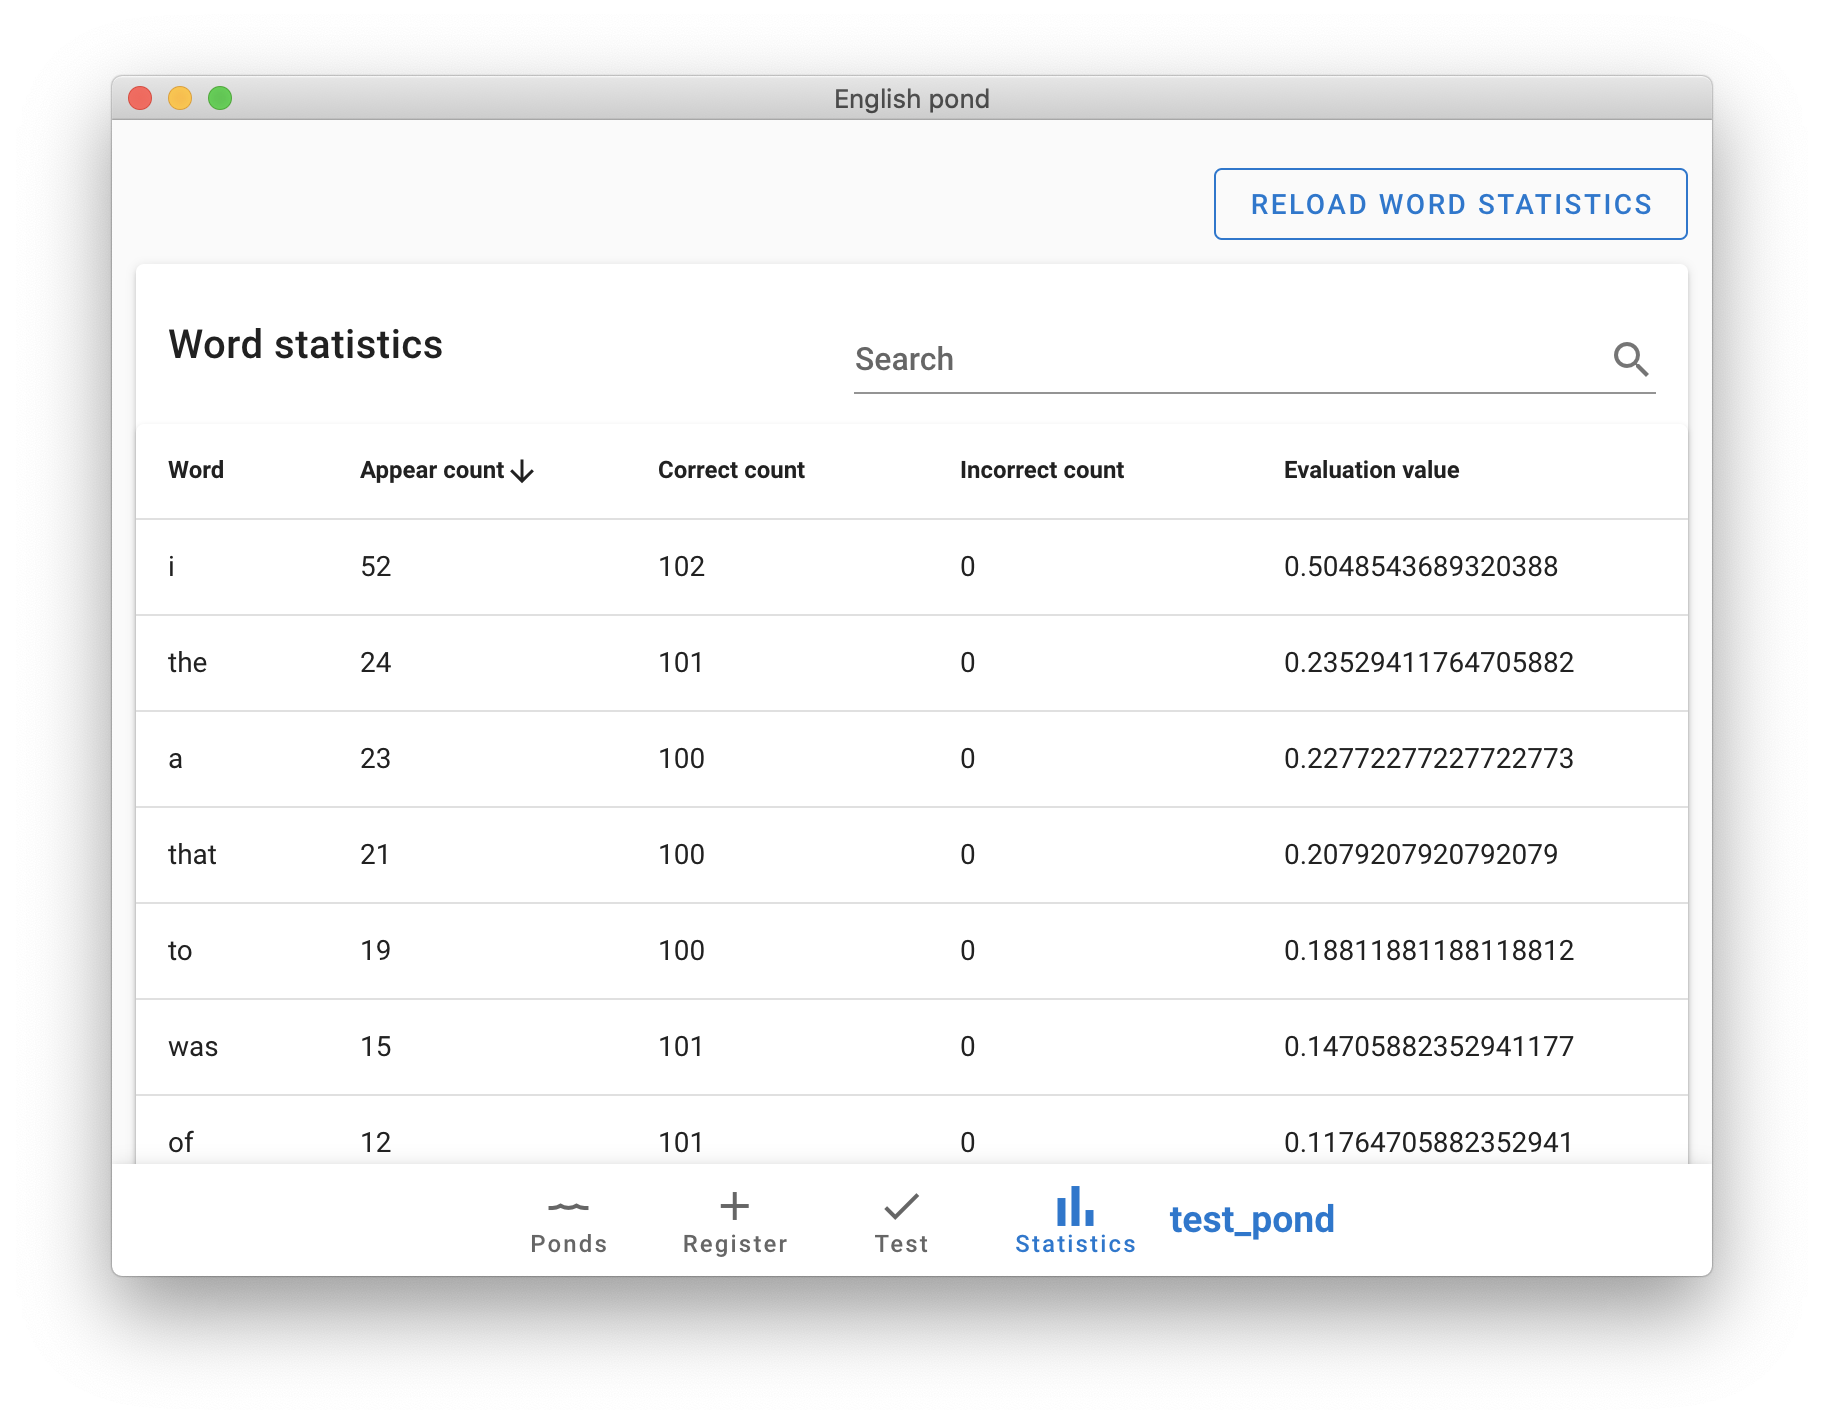 English pond
RELOAD WORD STATISTICS
Word statistics
Search
Word Appear count Correct count Incorrect count Evaluation value
i 52 102 0 0.5048543689320388
the 24 101 0 0.23529411764705882
a 23 100 0 0.22772277227722773
that 21 100 0 0.2079207920792079
to 19 100 0 0.18811881188118812
was 15 101 0 0.14705882352941177
of 12 101 0 0.11764705882352941
Ponds Register Test Statistics test_pond